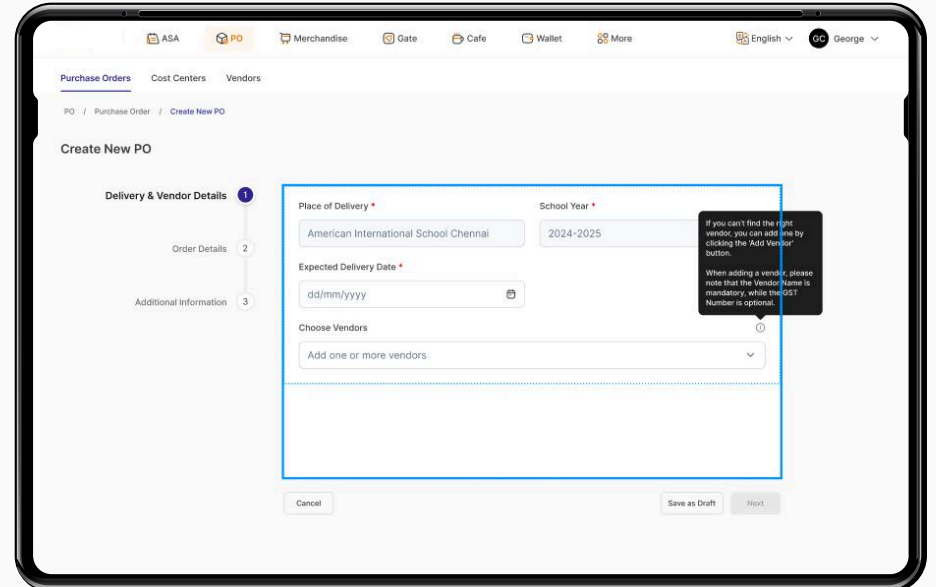 ASA PO Merchandise Gate Cafe Wallet More English GC George
Purchase Orders Cost Centers Vendors
PO / Purchase Order / Create New PO
Create New PO
Delivery & Vendor Details 1
Order Details 2
Additional Information 3
Place of Delivery * School Year *
American International School Chennai 2024-2025
If you can't find the right
vendor, you can add one by
clicking the 'Add Vendor'
button.
When adding a vendor, please
note that the Vendor Name is
mandatory, while the GST
Number is optional.
Expected Delivery Date *
dd/mm/yyyy
Choose Vendors
Add one or more vendors
Cancel Save as Draft Next